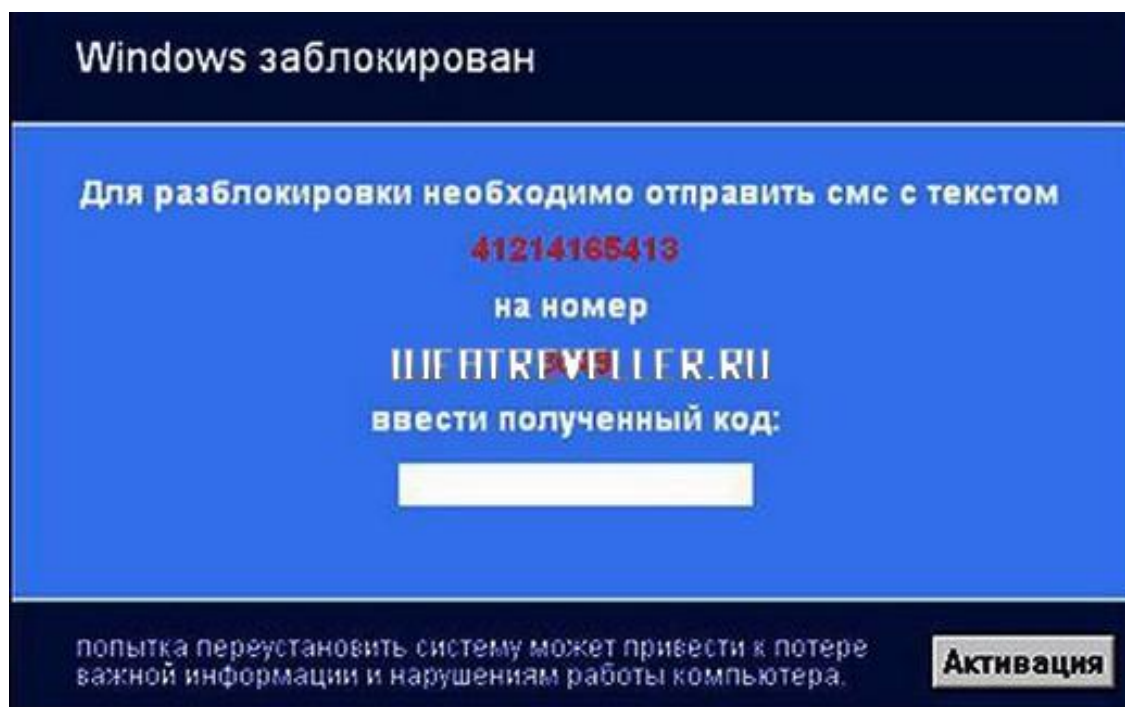 Windows заблокирован
Для разблокировки необходимо отправить смс с текстом
41214165413
на номер
ввести полученный код:
попытка переустановить систему может привести к потере
важной информации и нарушениям работы компьютера.
Активация